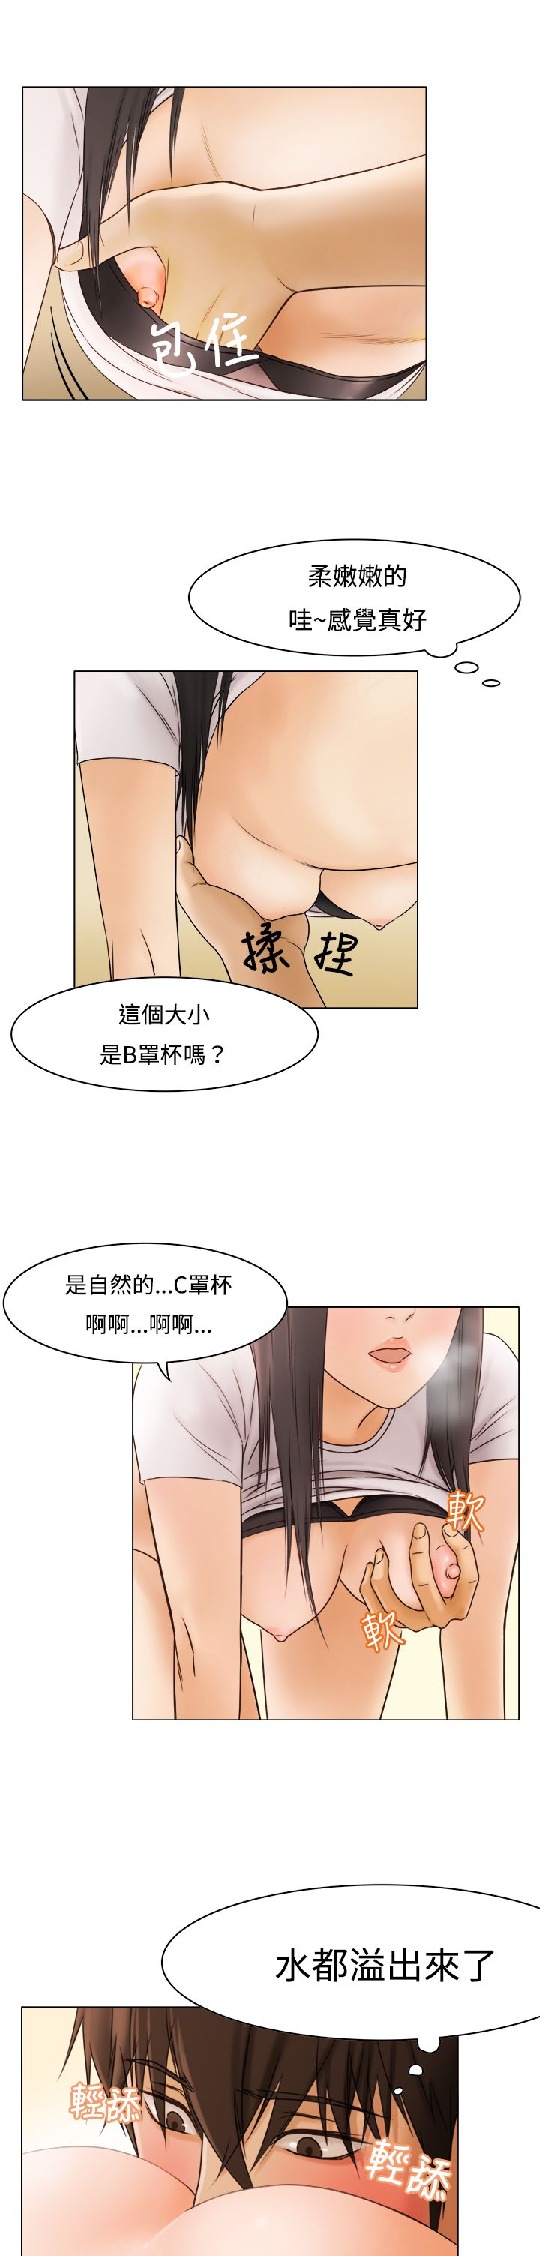 包住
柔嫩嫩的
哇~感覺真好
揉捏
這個大小
是B罩杯嗎？
是自然的...C罩杯
啊啊...啊啊...
軟
軟
水都溢出來了
輕舔
輕舔